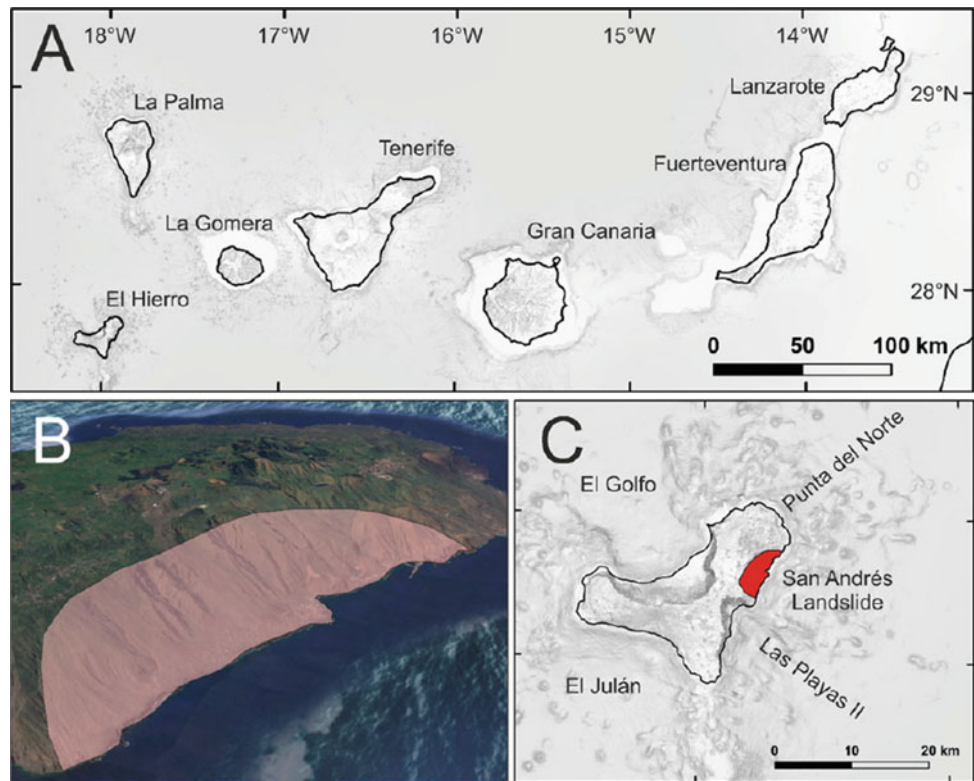 A
18°W
17°W
16°W
15°W
14°W
La Palma
Lanzarote
29°N
Tenerife
Fuerteventura
La Gomera
Gran Canaria
El Hierro
28°N
0 50 100 km
B
C
El Golfo
Punta del Norte
San Andrés
Landslide
El Julán
Las Playas II
0 10 20 km